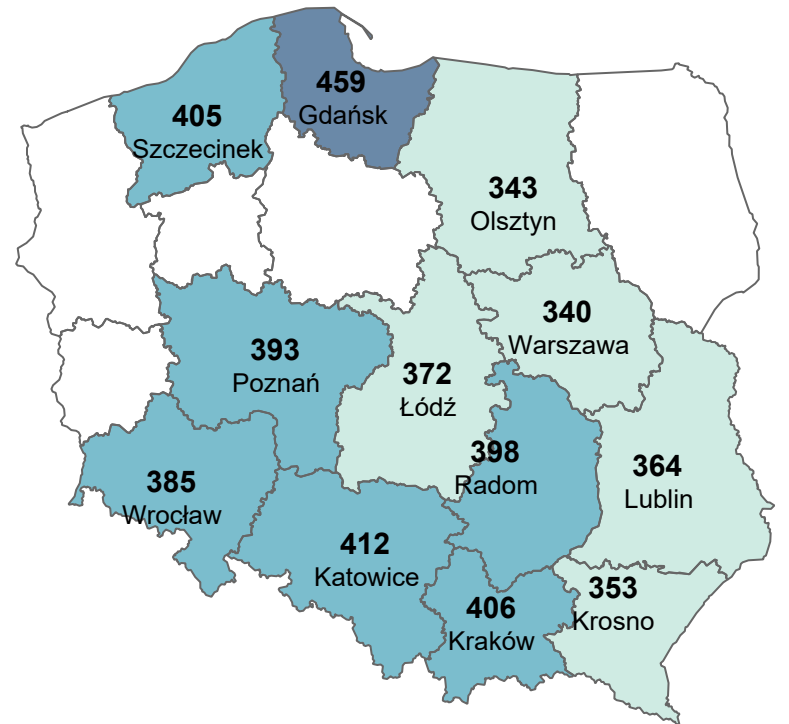 459
Gdańsk
405
Szczecinek
343
Olsztyn
340
Warszawa
393
Poznań
372
Łódź
398
Radom
364
Lublin
385
Wrocław
412
Katowice
353
Krosno
406
Kraków